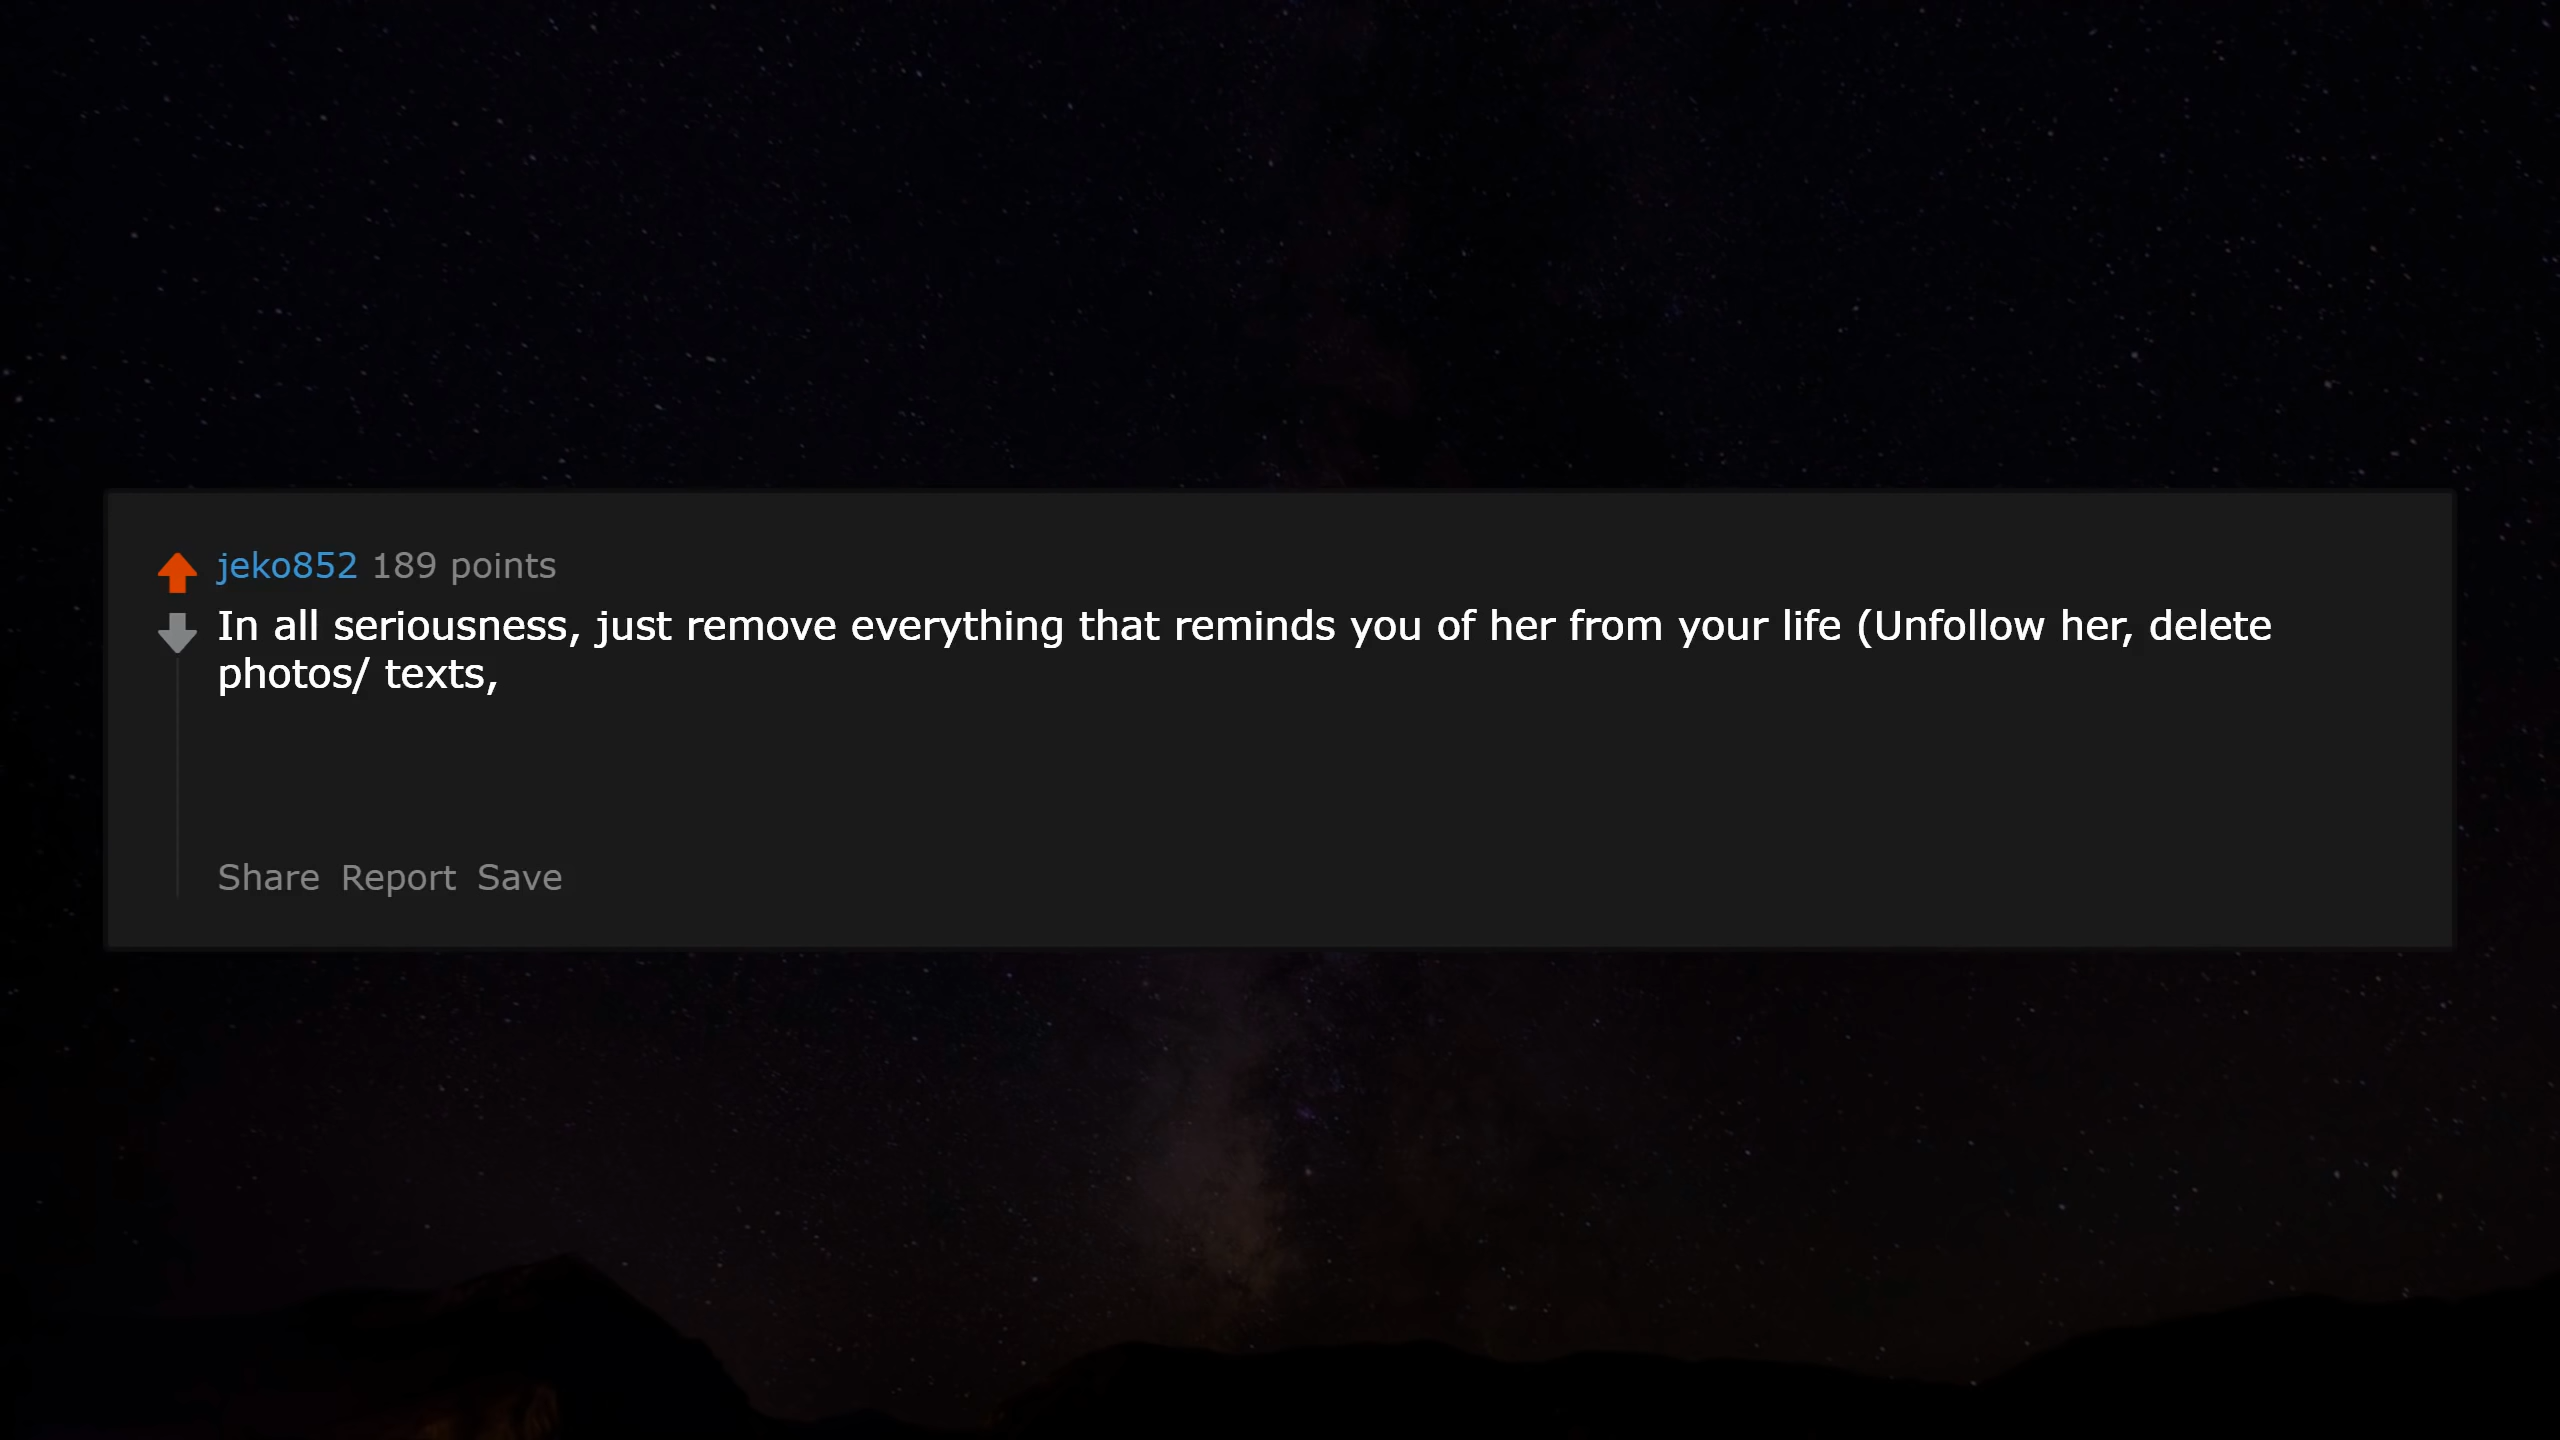 jeko852 189 points
In all seriousness, just remove everything that reminds you of her from your life (Unfollow her, delete
photos/ texts,
Share Report Save